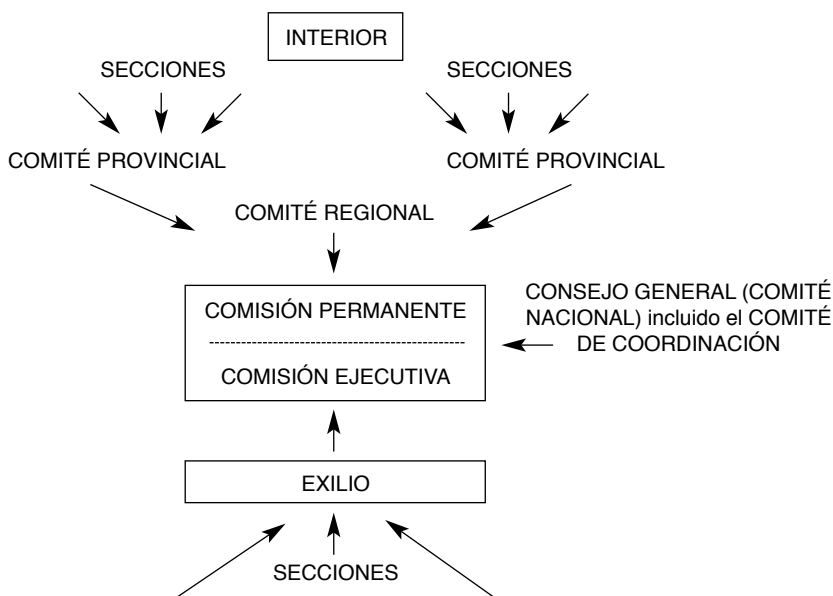 INTERIOR
SECCIONES
SECCIONES
COMITÉ PROVINCIAL
COMITÉ PROVINCIAL
COMITÉ REGIONAL
COMISIÓN PERMANENTE
COMISIÓN EJECUTIVA
CONSEJO GENERAL (COMITÉ
NACIONAL) incluido el COMITÉ
DE COORDINACIÓN
EXILIO
SECCIONES